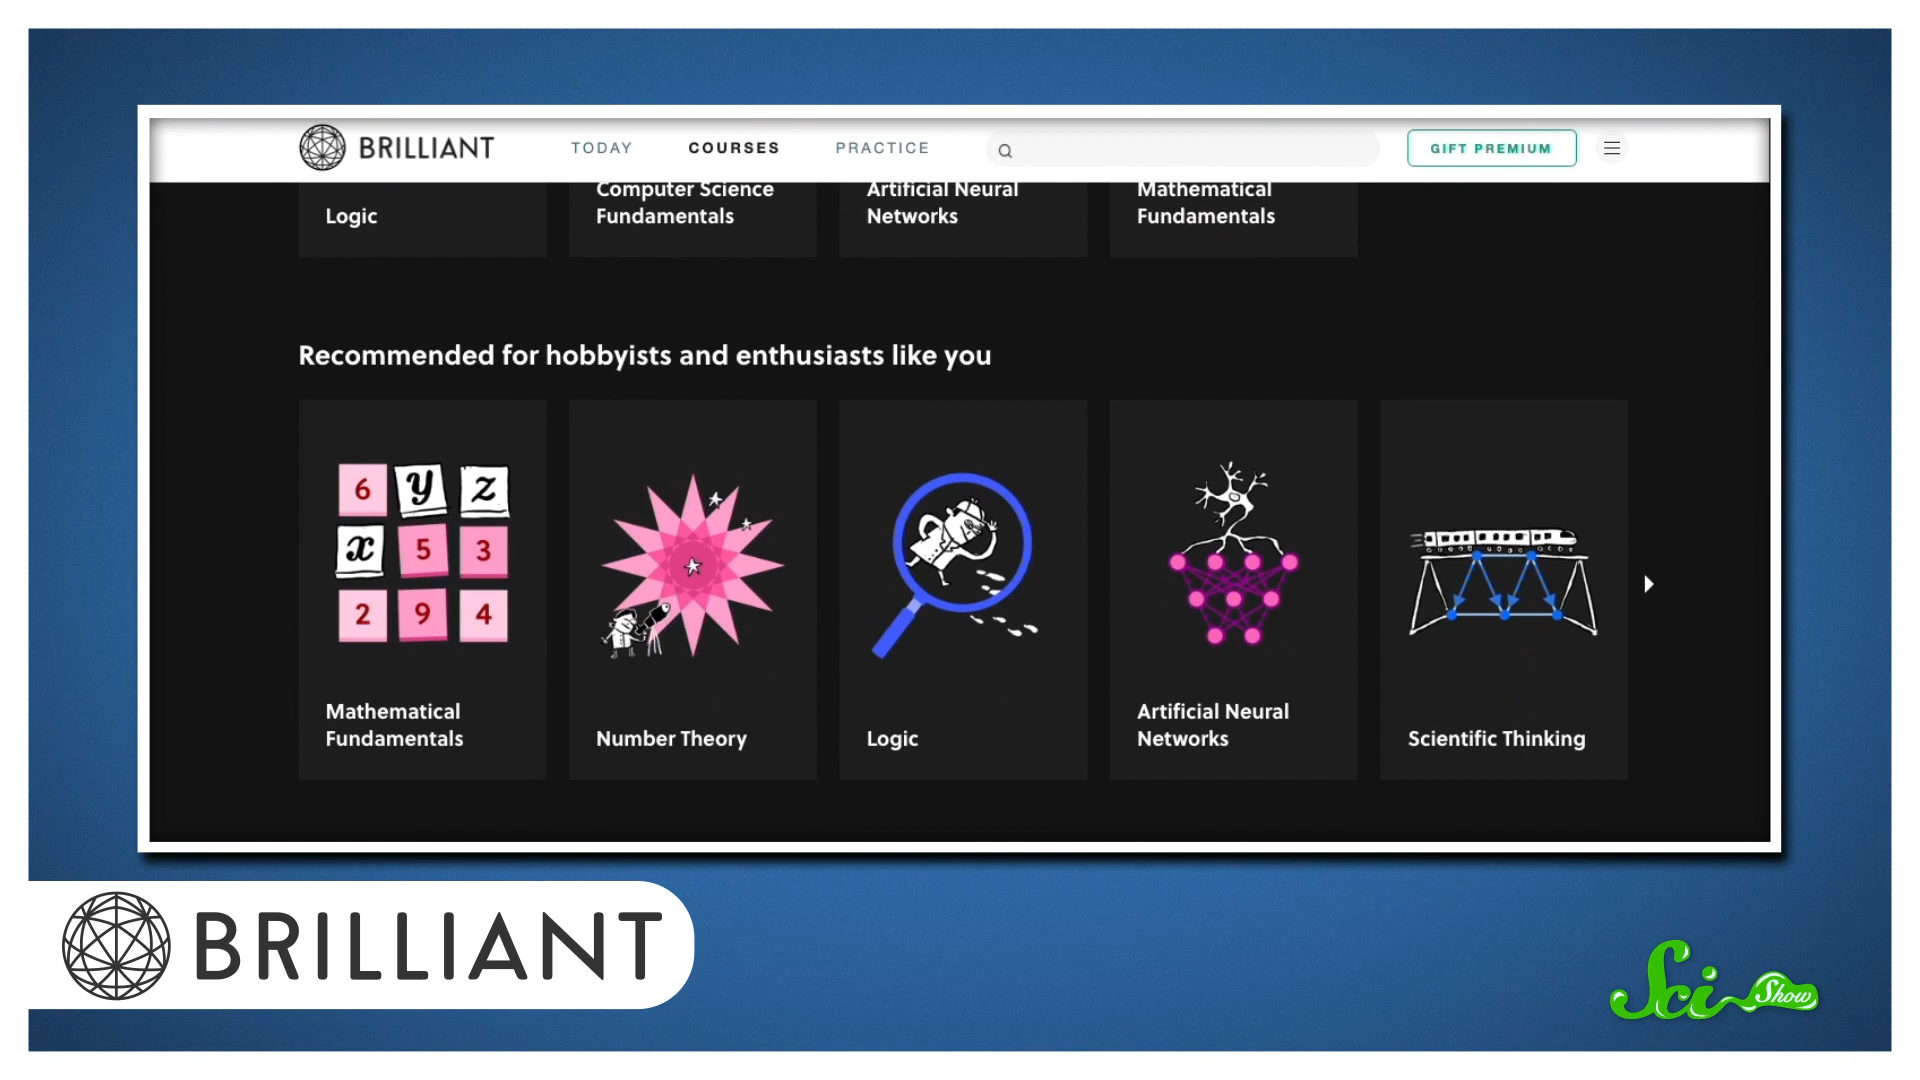 BRILLIANT
TODAY
COURSES
PRACTICE
GIFT PREMIUM
Logic
Computer Science
Fundamentals
Artificial Neural
Networks
Mathematical
Fundamentals
Recommended for hobbyists and enthusiasts like you
6 y z
x 5 3
2 9 4
Mathematical
Fundamentals
Number Theory
Logic
Artificial Neural
Networks
Scientific Thinking
BRILLIANT
Sci Show